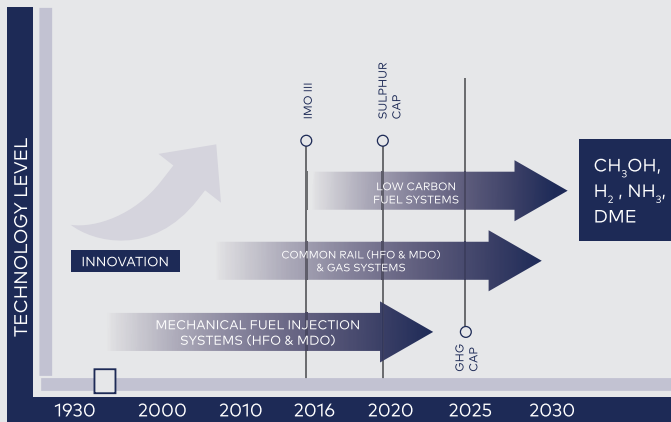 TECHNOLOGY LEVEL
IMO III
SULPHUR
CAP
LOW CARBON
FUEL SYSTEMS
CH₃OH,
H₂ , NH₃,
DME
INNOVATION
COMMON RAIL (HFO & MDO)
& GAS SYSTEMS
MECHANICAL FUEL INJECTION
SYSTEMS (HFO & MDO)
GHG
CAP
1930 2000 2010 2016 2020 2025 2030